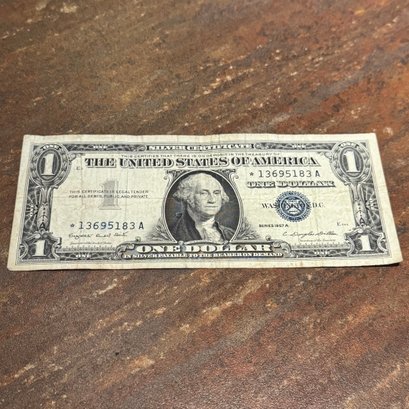 SILVER CERTIFICATE
THIS CERTIFIES THAT THERE IS ON DEPOSIT IN THE TREASURY OF
THE UNITED STATES OF AMERICA
1
1
* 13695183 A
ONE DOLLAR
THIS CERTIFICATE IS LEGAL TENDER
FOR ALL DEBTS, PUBLIC AND PRIVATE
WASHINGTON, D.C.
* 13695183 A
SERIES 1957 A
1
1
ONE DOLLAR
IN SILVER PAYABLE TO THE BEARER ON DEMAND